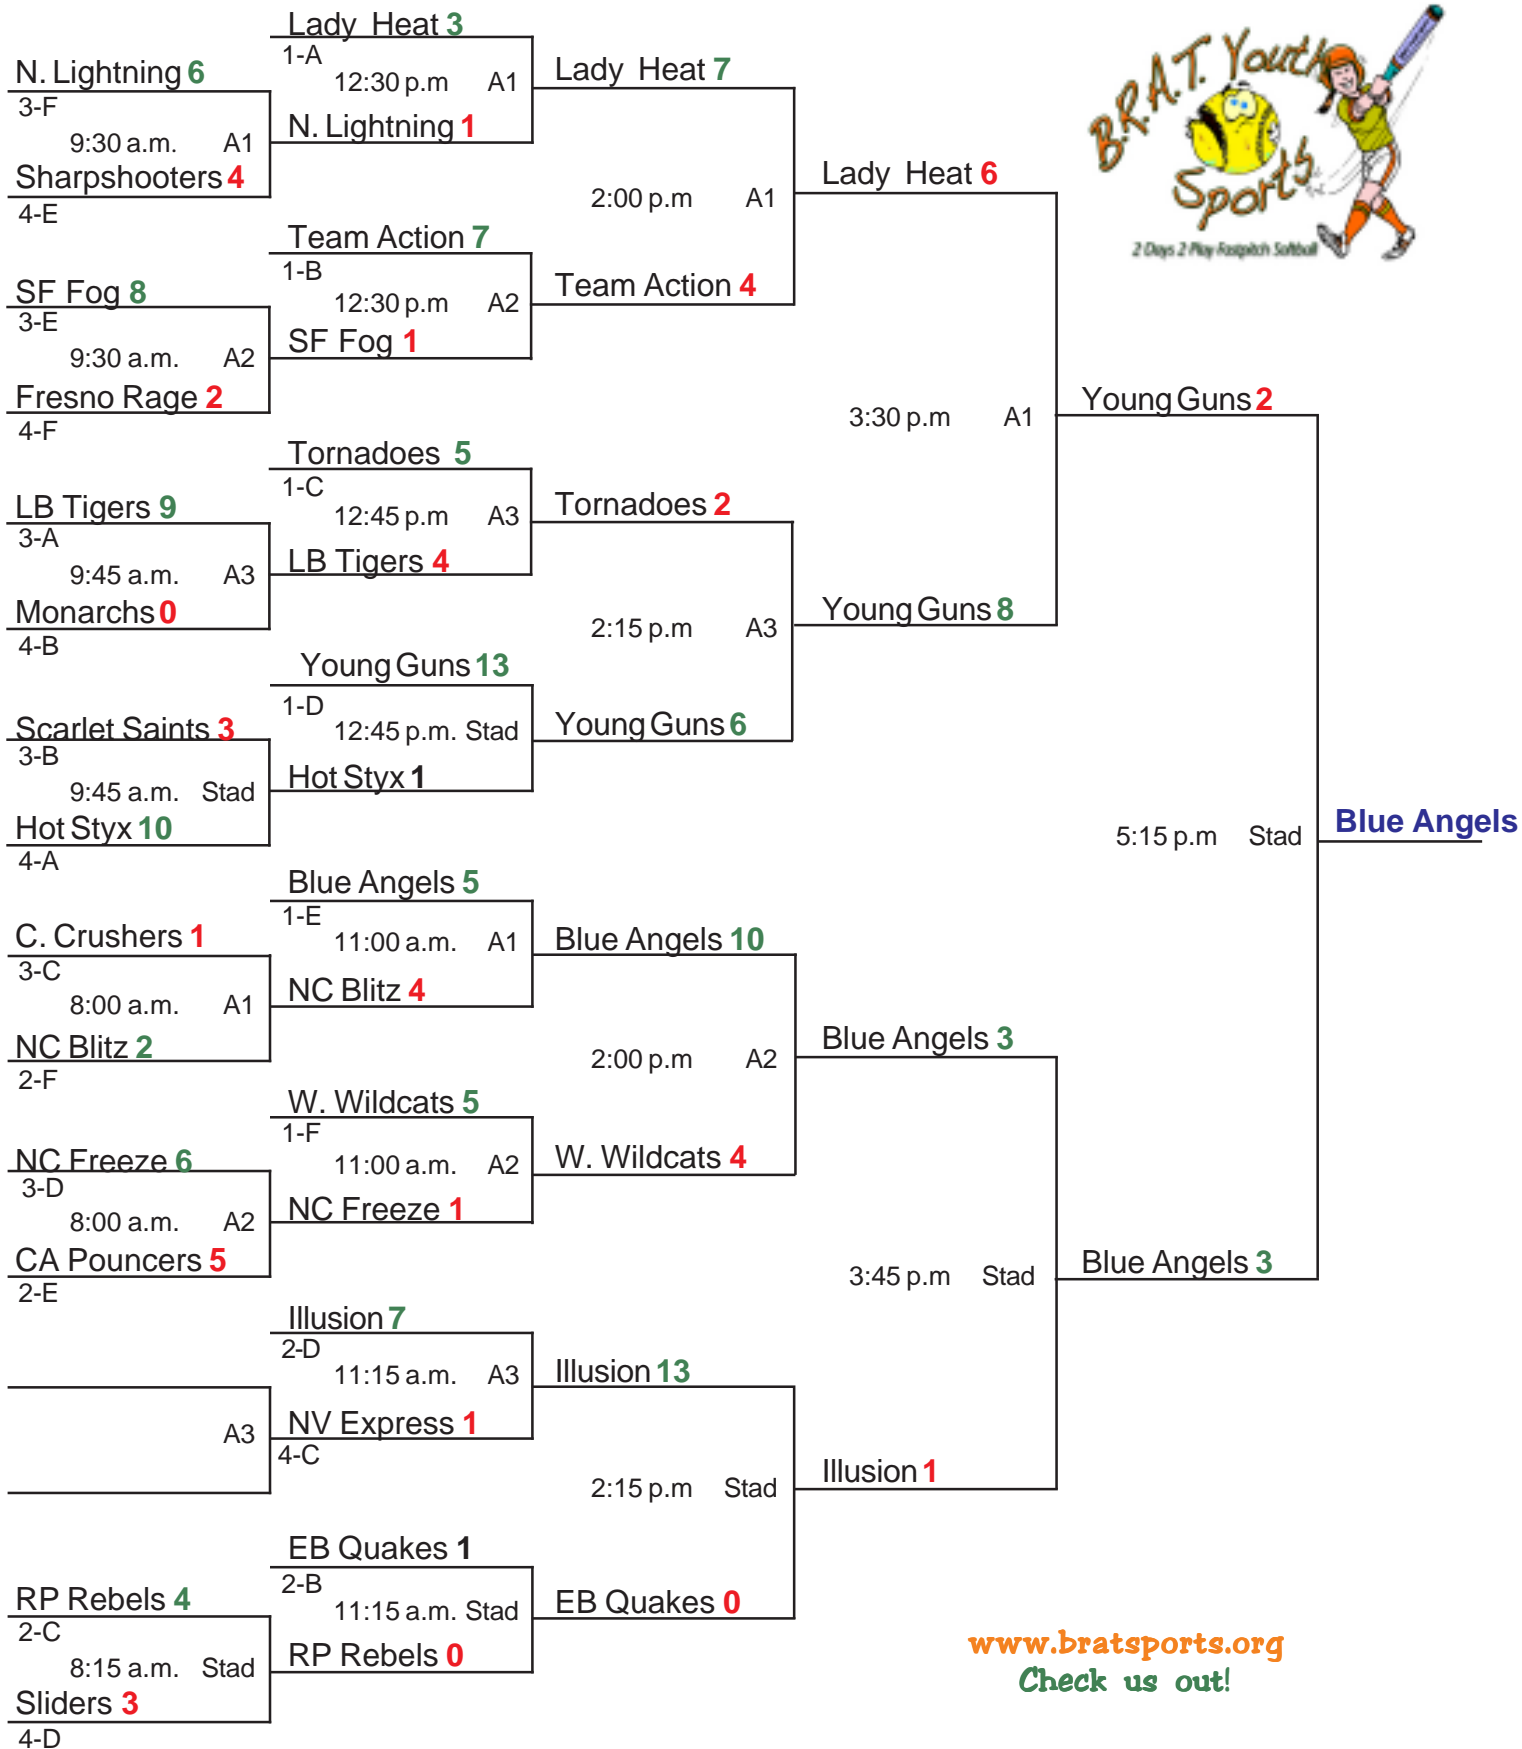 Lady Heat 3
1-A
12:30 p.m A1
N. Lightning 6
3-F
9:30 a.m. A1
N. Lightning 1
Sharpshooters 4
4-E
Lady Heat 7
2:00 p.m A1
Team Action 7
1-B
12:30 p.m A2
Team Action 4
SF Fog 8
3-E
9:30 a.m. A2
SF Fog 1
Fresno Rage 2
4-F
Lady Heat 6
3:30 p.m A1
Young Guns 2
Tornadoes 5
1-C
12:45 p.m A3
Tornadoes 2
LB Tigers 9
3-A
9:45 a.m. A3
LB Tigers 4
Monarchs 0
4-B
2:15 p.m A3
Young Guns 8
Young Guns 13
1-D
12:45 p.m. Stad
Young Guns 6
Scarlet Saints 3
3-B
9:45 a.m. Stad
Hot Styx 1
Hot Styx 10
4-A
5:15 p.m Stad
Blue Angels
Blue Angels 5
1-E
11:00 a.m. A1
Blue Angels 10
C. Crushers 1
3-C
8:00 a.m. A1
NC Blitz 4
NC Blitz 2
2-F
2:00 p.m A2
Blue Angels 3
W. Wildcats 5
1-F
11:00 a.m. A2
W. Wildcats 4
NC Freeze 6
3-D
8:00 a.m. A2
NC Freeze 1
CA Pouncers 5
2-E
3:45 p.m Stad
Blue Angels 3
Illusion 7
2-D
11:15 a.m. A3
Illusion 13
A3
NV Express 1
4-C
2:15 p.m Stad
Illusion 1
EB Quakes 1
2-B
11:15 a.m. Stad
EB Quakes 0
RP Rebels 4
2-C
8:15 a.m. Stad
RP Rebels 0
Sliders 3
4-D
B.R.A.T. Youth
Sports
2 Days 2 Play Fastpitch Softball
www.bratsports.org
Check us out!